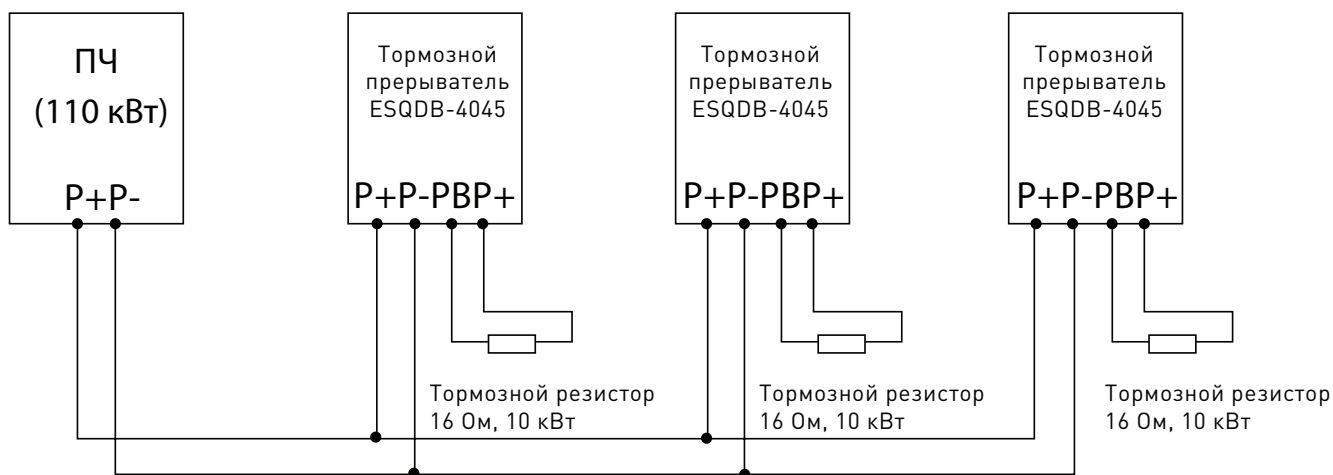 ПЧ
(110 кВт)
P+P-
Тормозной
прерыватель
ESQDB-4045
P+P-PBP+
Тормозной резистор
16 Ом, 10 кВт
Тормозной
прерыватель
ESQDB-4045
P+P-PBP+
Тормозной резистор
16 Ом, 10 кВт
Тормозной
прерыватель
ESQDB-4045
P+P-PBP+
Тормозной резистор
16 Ом, 10 кВт